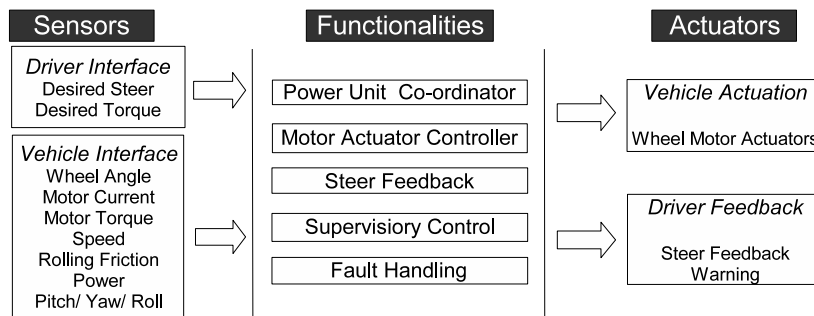 Sensors
Functionalities
Actuators
Driver Interface
Desired Steer
Desired Torque
Vehicle Interface
Wheel Angle
Motor Current
Motor Torque
Speed
Rolling Friction
Power
Pitch/ Yaw/ Roll
Power Unit Co-ordinator
Motor Actuator Controller
Steer Feedback
Supervisiory Control
Fault Handling
Vehicle Actuation
Wheel Motor Actuators
Driver Feedback
Steer Feedback
Warning